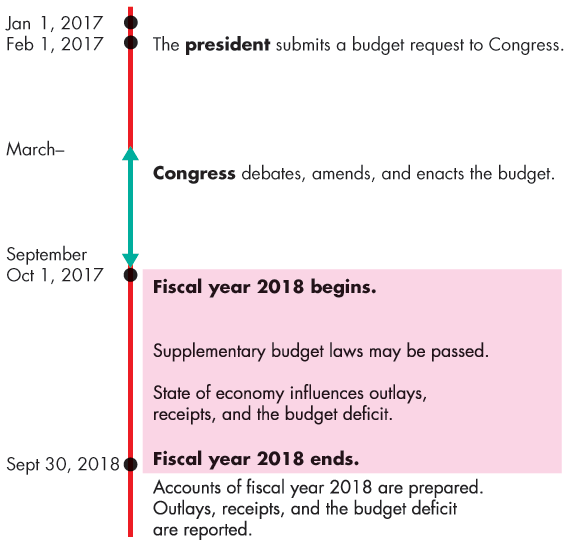 Jan 1, 2017
Feb 1, 2017
The president submits a budget request to Congress.
March–
Congress debates, amends, and enacts the budget.
September
Oct 1, 2017
Fiscal year 2018 begins.
Supplementary budget laws may be passed.
State of economy influences outlays,
receipts, and the budget deficit.
Sept 30, 2018
Fiscal year 2018 ends.
Accounts of fiscal year 2018 are prepared.
Outlays, receipts, and the budget deficit
are reported.